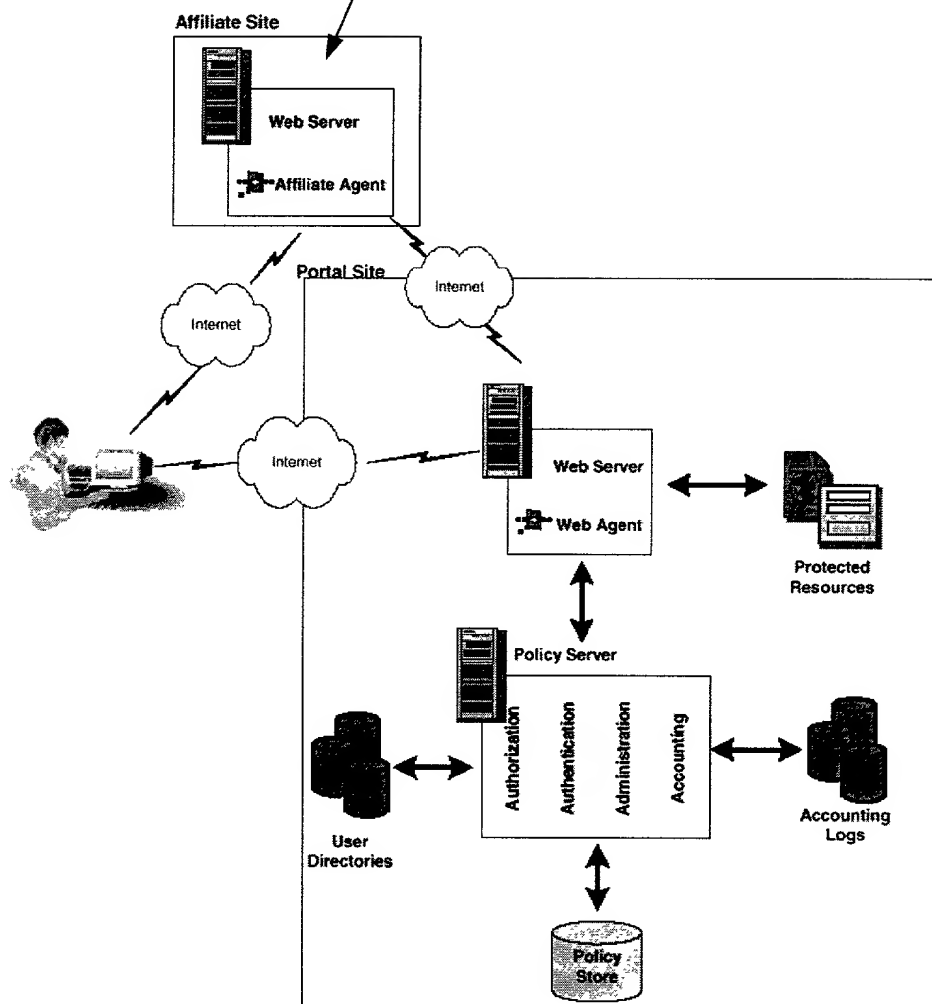 Affiliate Site
Web Server
Affiliate Agent
Portal Site
Internet
Internet
Internet
Web Server
Web Agent
Protected
Resources
Policy Server
Authorization
Authentication
Administration
Accounting
User
Directories
Accounting
Logs
Policy
Store